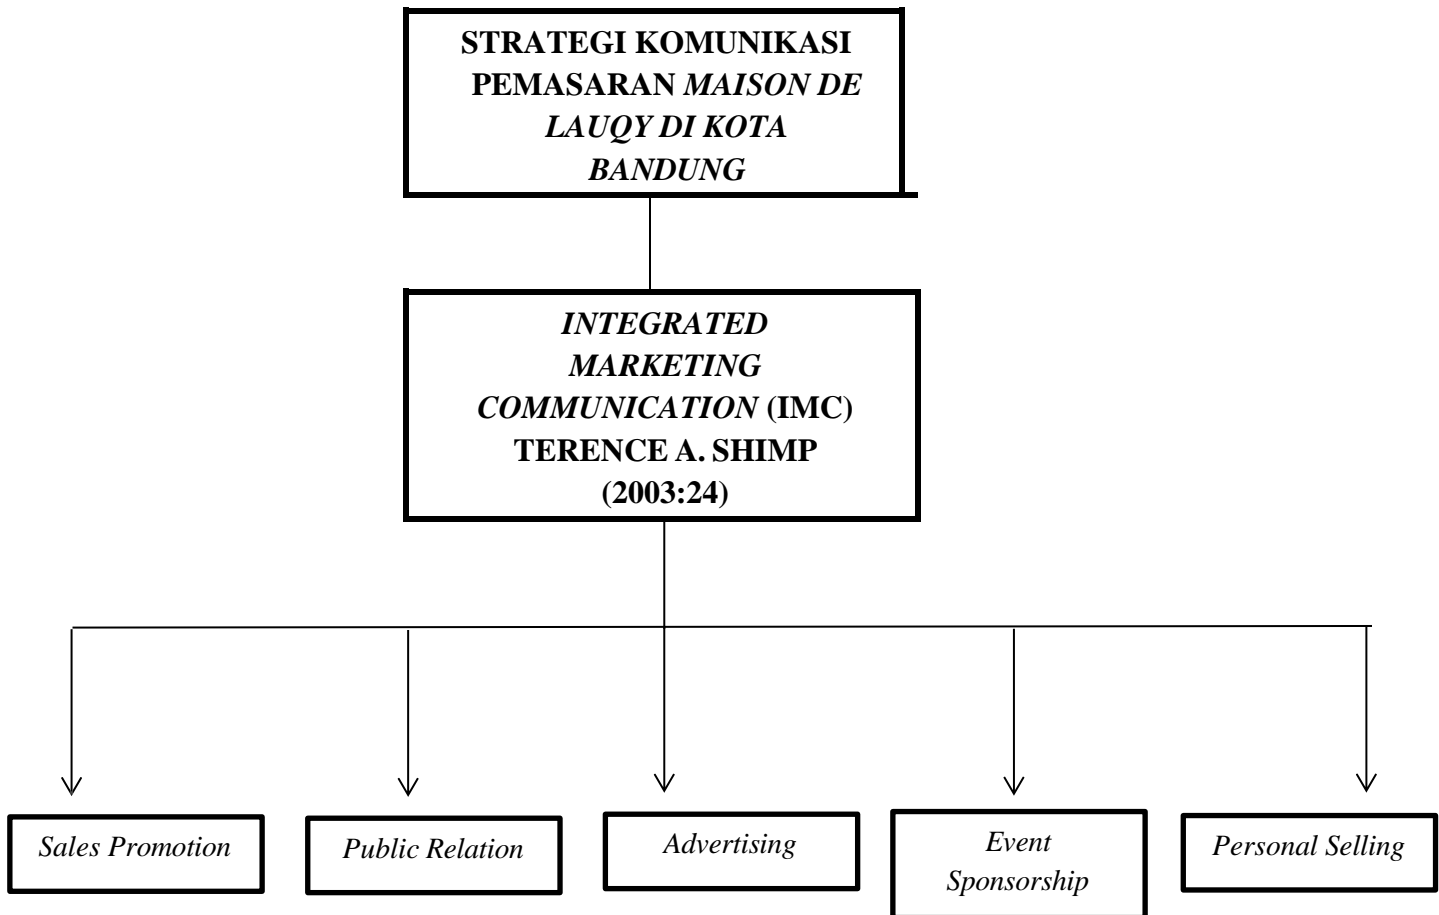 STRATEGI KOMUNIKASI
PEMASARAN MAISON DE
LAUQY DI KOTA
BANDUNG
INTEGRATED
MARKETING
COMMUNICATION (IMC)
TERENCE A. SHIMP
(2003:24)
Sales Promotion
Public Relation
Advertising
Event
Sponsorship
Personal Selling